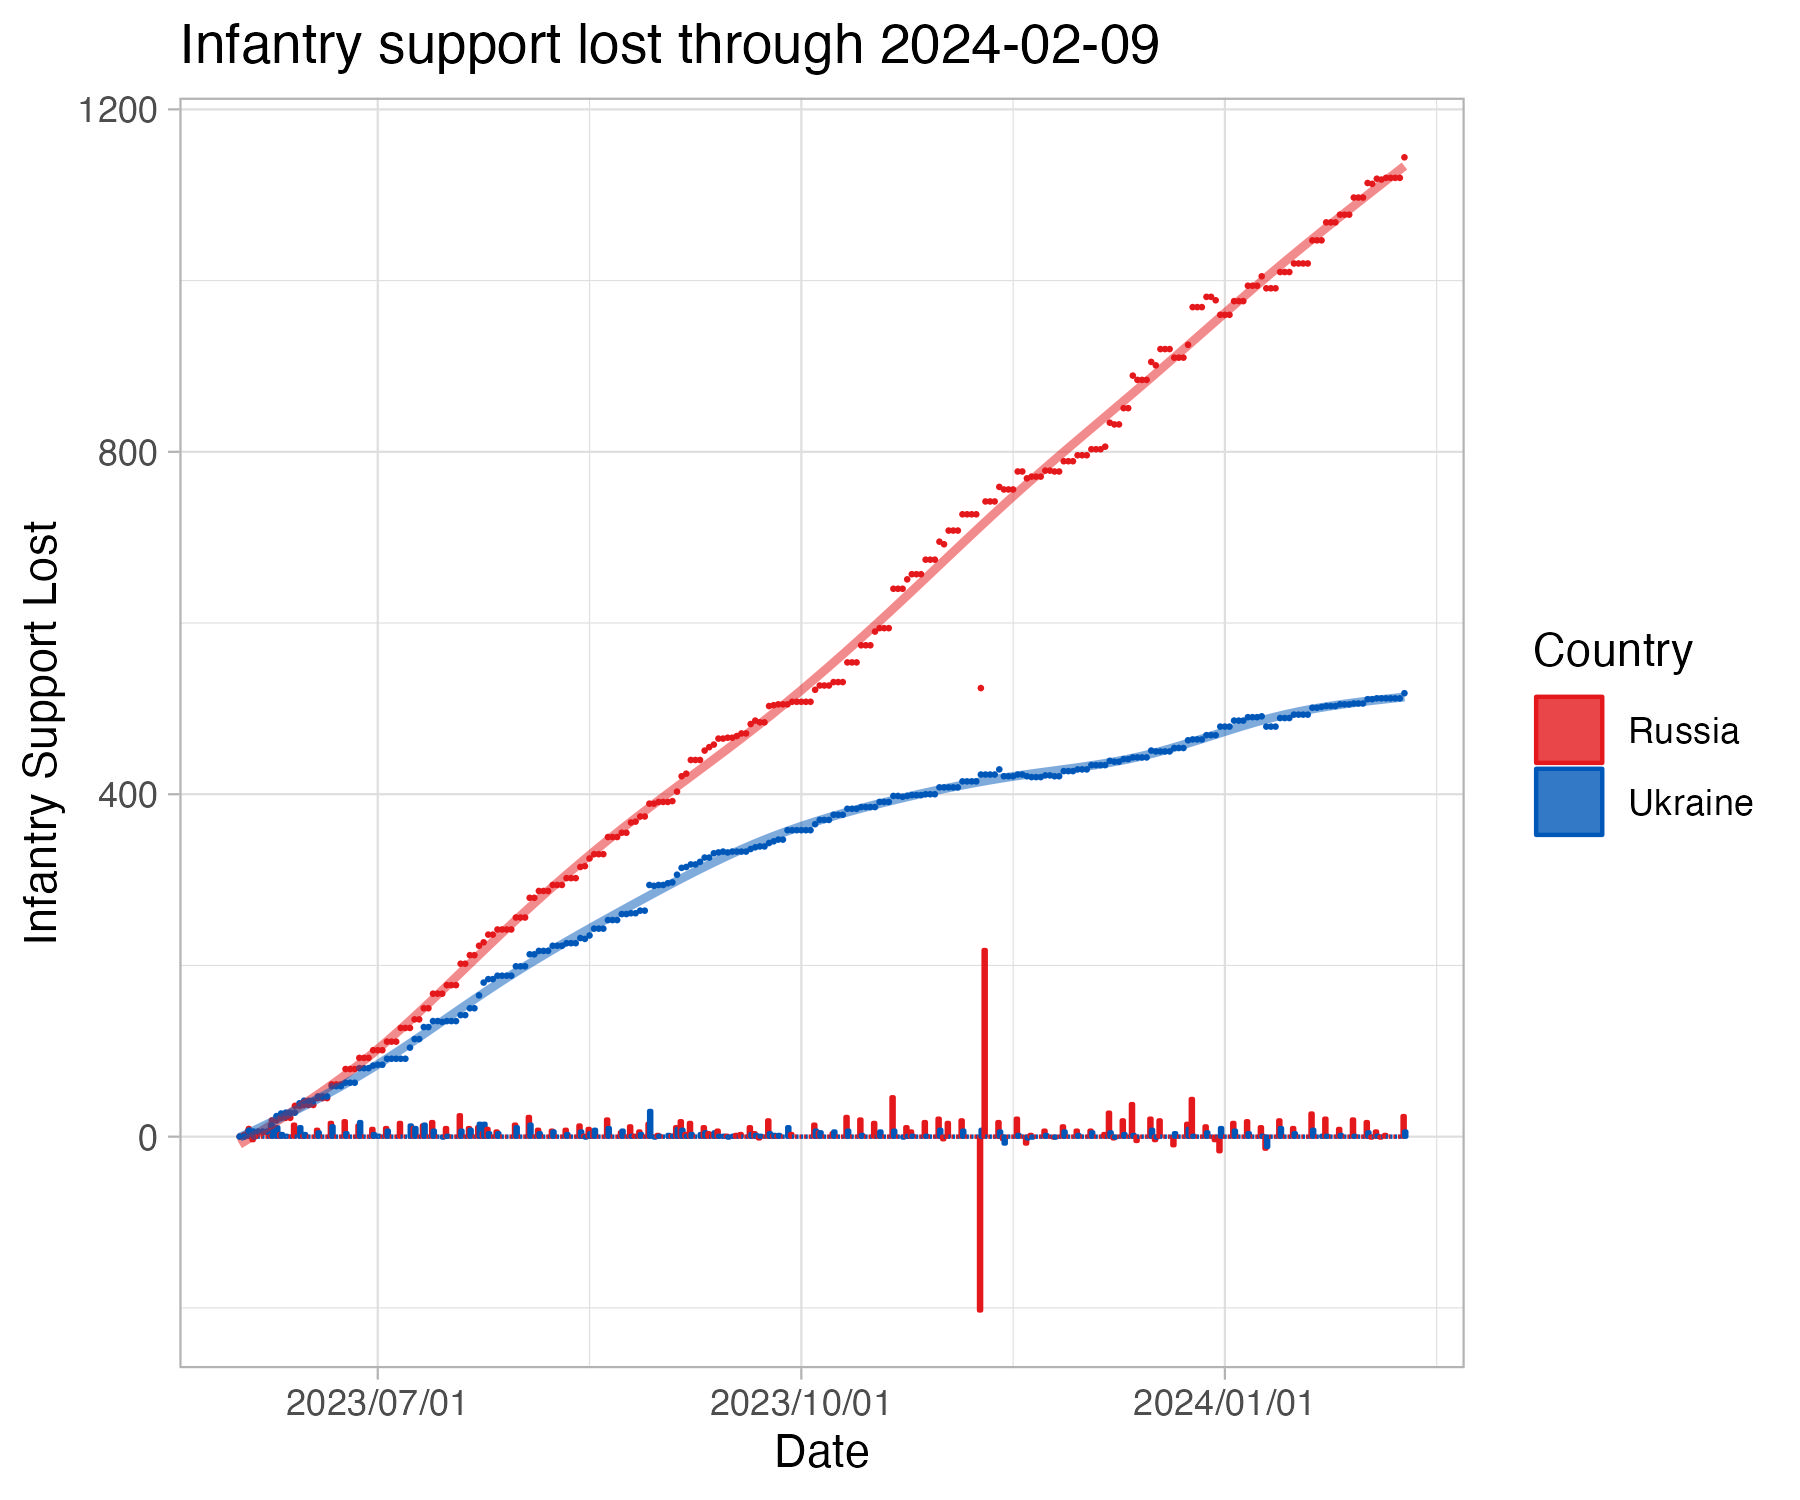 Infantry support lost through 2024-02-09
1200
800
400
0
Infantry Support Lost
2023/07/01
2023/10/01
2024/01/01
Date
Country
Russia
Ukraine